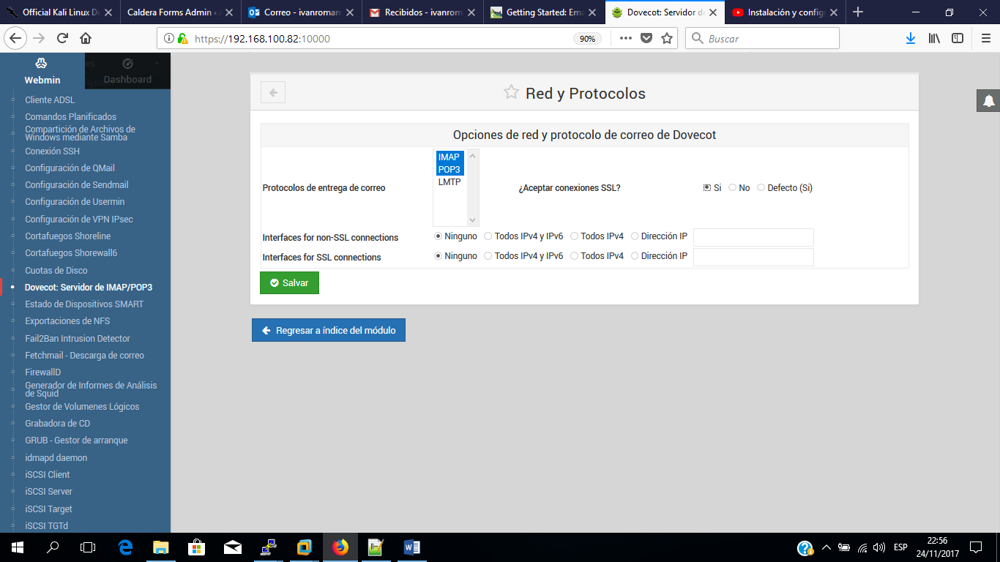 Official Kali Linux Do
Caldera Forms Admin ‹ A
Correo - ivanroman
Recibidos - ivanrom
Getting Started: Ema
Dovecot: Servidor de
Instalación y configu
https://192.168.100.82:10000
90%
Buscar
Webmin
Dashboard
Cliente ADSL
Comandos Planificados
Compartición de Archivos de
Windows mediante Samba
Conexión SSH
Configuración de QMail
Configuración de Sendmail
Configuración de Usermin
Configuración de VPN IPsec
Cortafuegos Shoreline
Cortafuegos Shorewall6
Cuotas de Disco
Dovecot: Servidor de IMAP/POP3
Estado de Dispositivos SMART
Exportaciones de NFS
Fail2Ban Intrusion Detector
Fetchmail - Descarga de correo
FirewallD
Generador de Informes de Análisis
de Squid
Gestor de Volumenes Lógicos
Grabadora de CD
GRUB - Gestor de arranque
idmapd daemon
iSCSI Client
iSCSI Server
iSCSI Target
iSCSI TGTd
Red y Protocolos
Opciones de red y protocolo de correo de Dovecot
Protocolos de entrega de correo
IMAP
POP3
LMTP
¿Aceptar conexiones SSL?
Si No Defecto (Si)
Interfaces for non-SSL connections
Ninguno Todos IPv4 y IPv6 Todos IPv4 Dirección IP
Interfaces for SSL connections
Ninguno Todos IPv4 y IPv6 Todos IPv4 Dirección IP
Salvar
Regresar a índice del módulo
ESP
22:56
24/11/2017